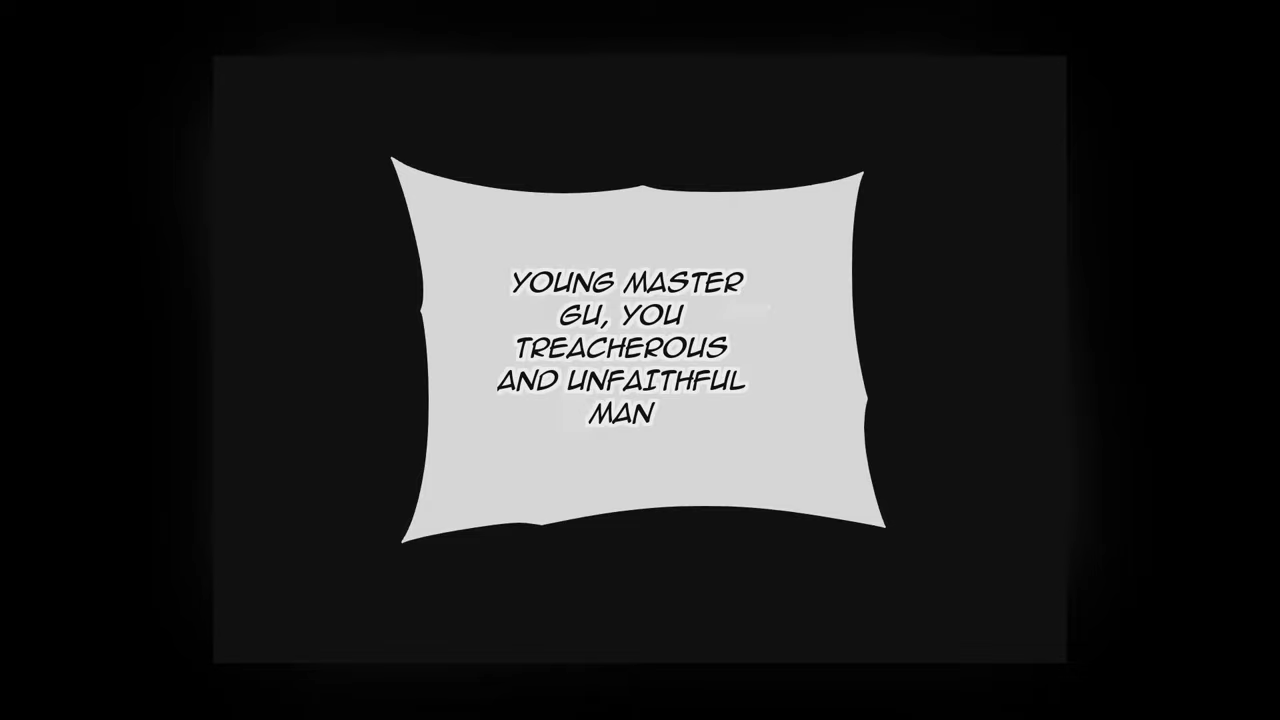 YOUNG MASTER
GU, YOU
TREACHEROUS
AND UNFAITHFUL
MAN